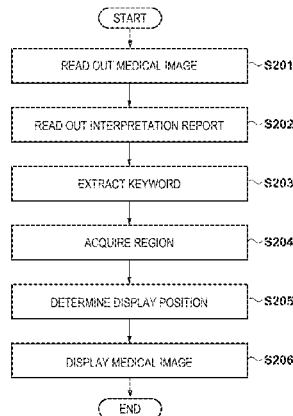 START
READ OUT MEDICAL IMAGE
S201
READ OUT INTERPRETATION REPORT
S202
EXTRACT KEYWORD
S203
ACQUIRE REGION
S204
DETERMINE DISPLAY POSITION
S205
DISPLAY MEDICAL IMAGE
S206
END